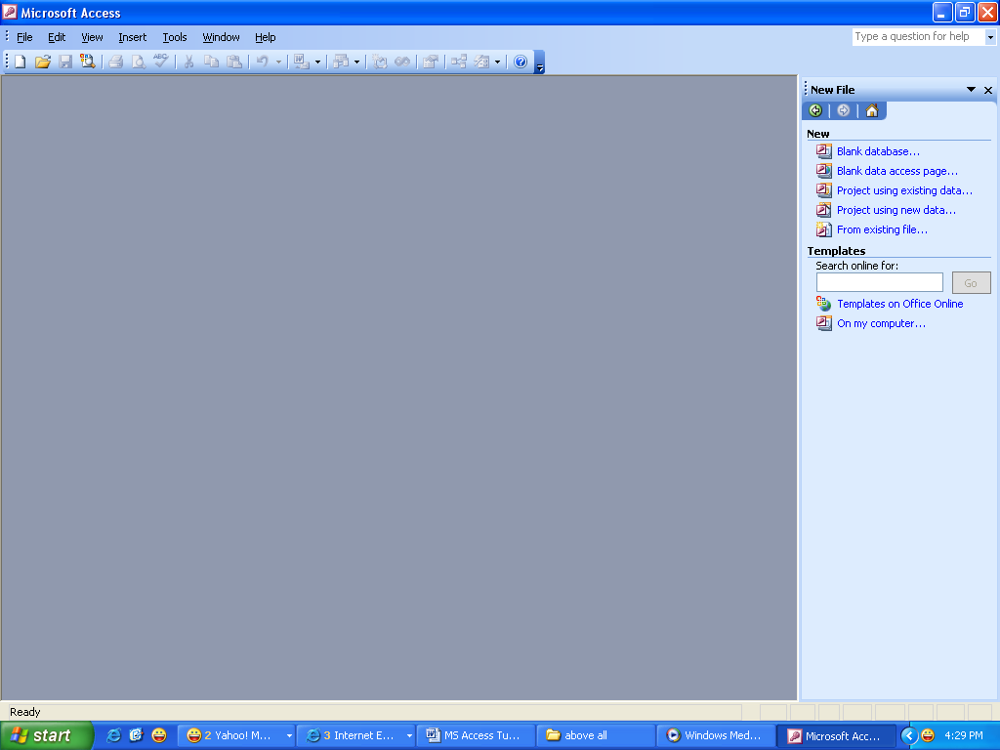 Microsoft Access
File Edit View Insert Tools Window Help
Type a question for help
New File
New
Blank database...
Blank data access page...
Project using existing data...
Project using new data...
From existing file...
Templates
Search online for:
Go
Templates on Office Online
On my computer...
Ready
start
2 Yahoo! M...
3 Internet E...
MS Access Tu...
above all
Windows Med...
Microsoft Acc...
4:29 PM